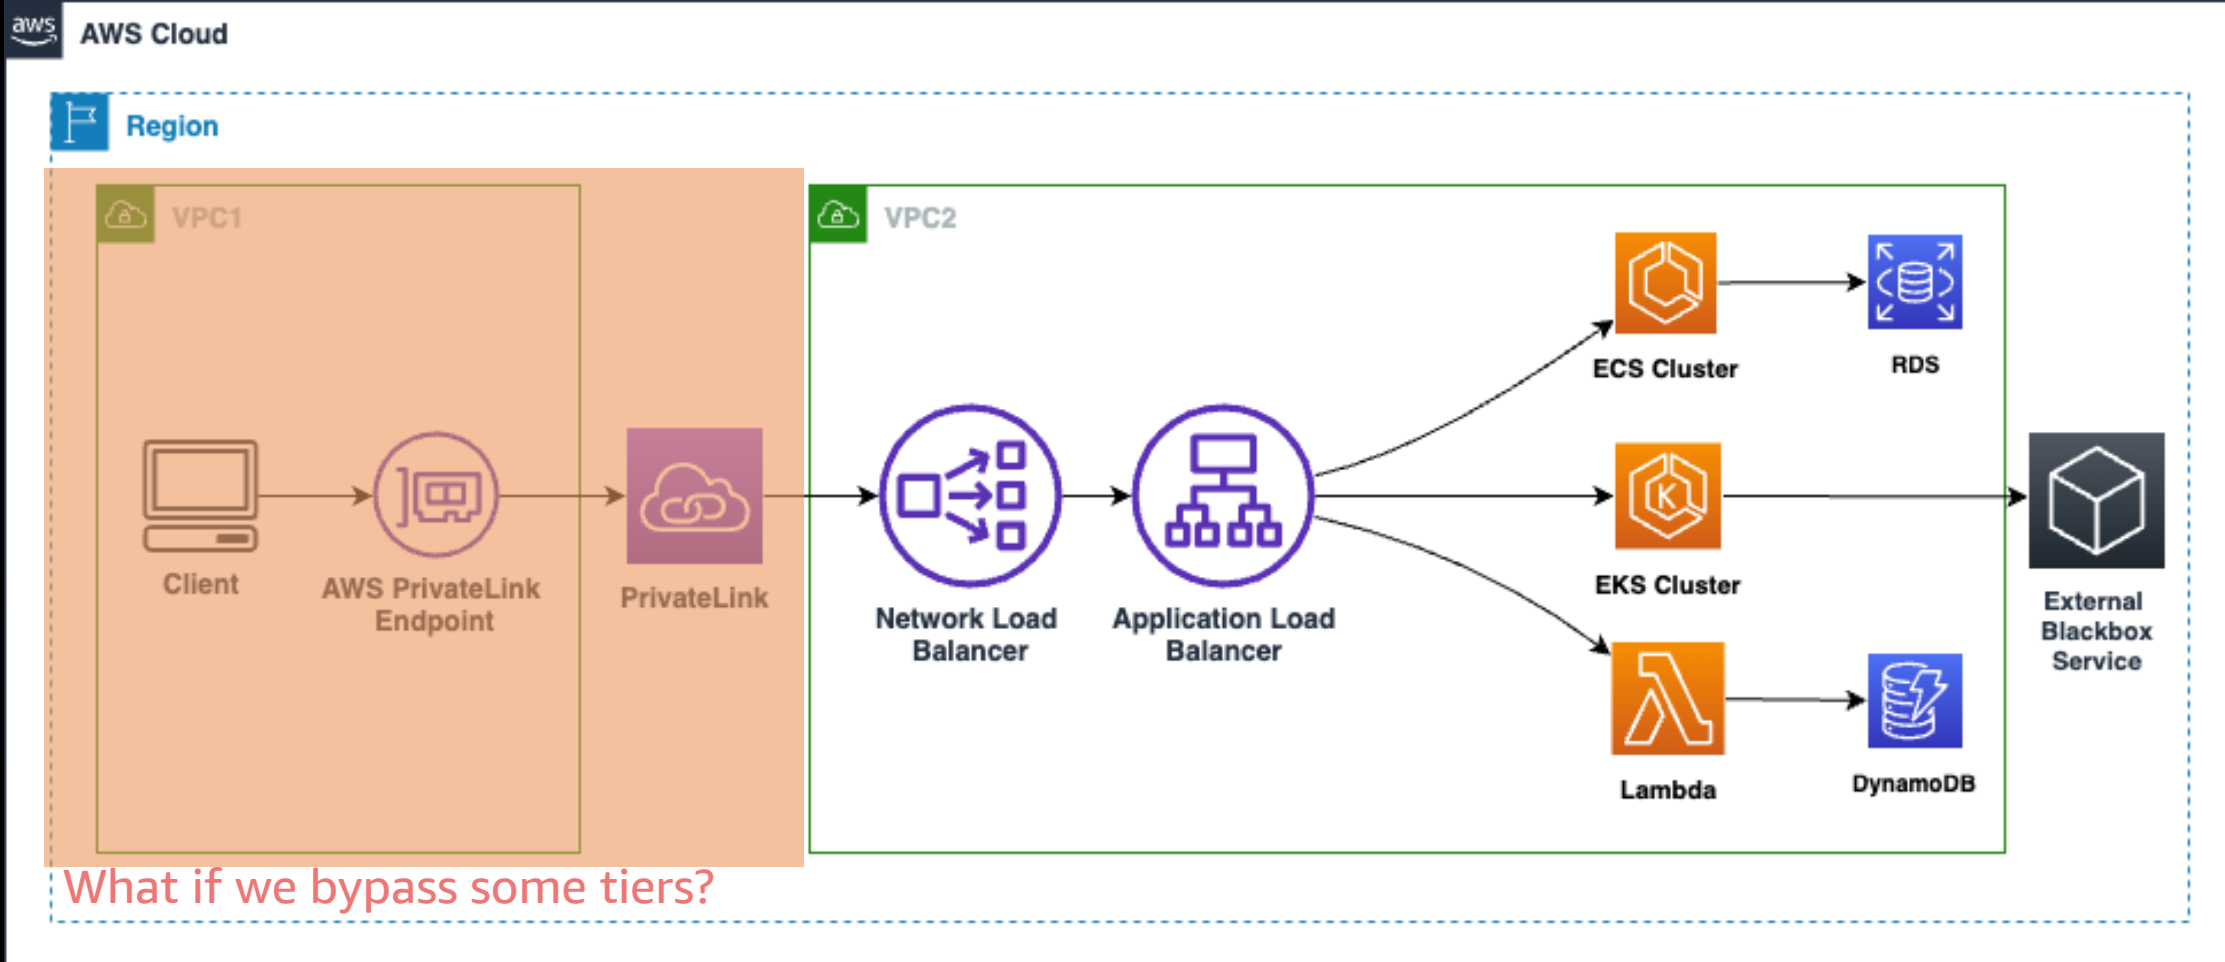 aws
AWS Cloud
Region
VPC1
VPC2
Client
AWS PrivateLink
Endpoint
PrivateLink
Network Load
Balancer
Application Load
Balancer
ECS Cluster
RDS
K
EKS Cluster
Lambda
DynamoDB
External
Blackbox
Service
What if we bypass some tiers?